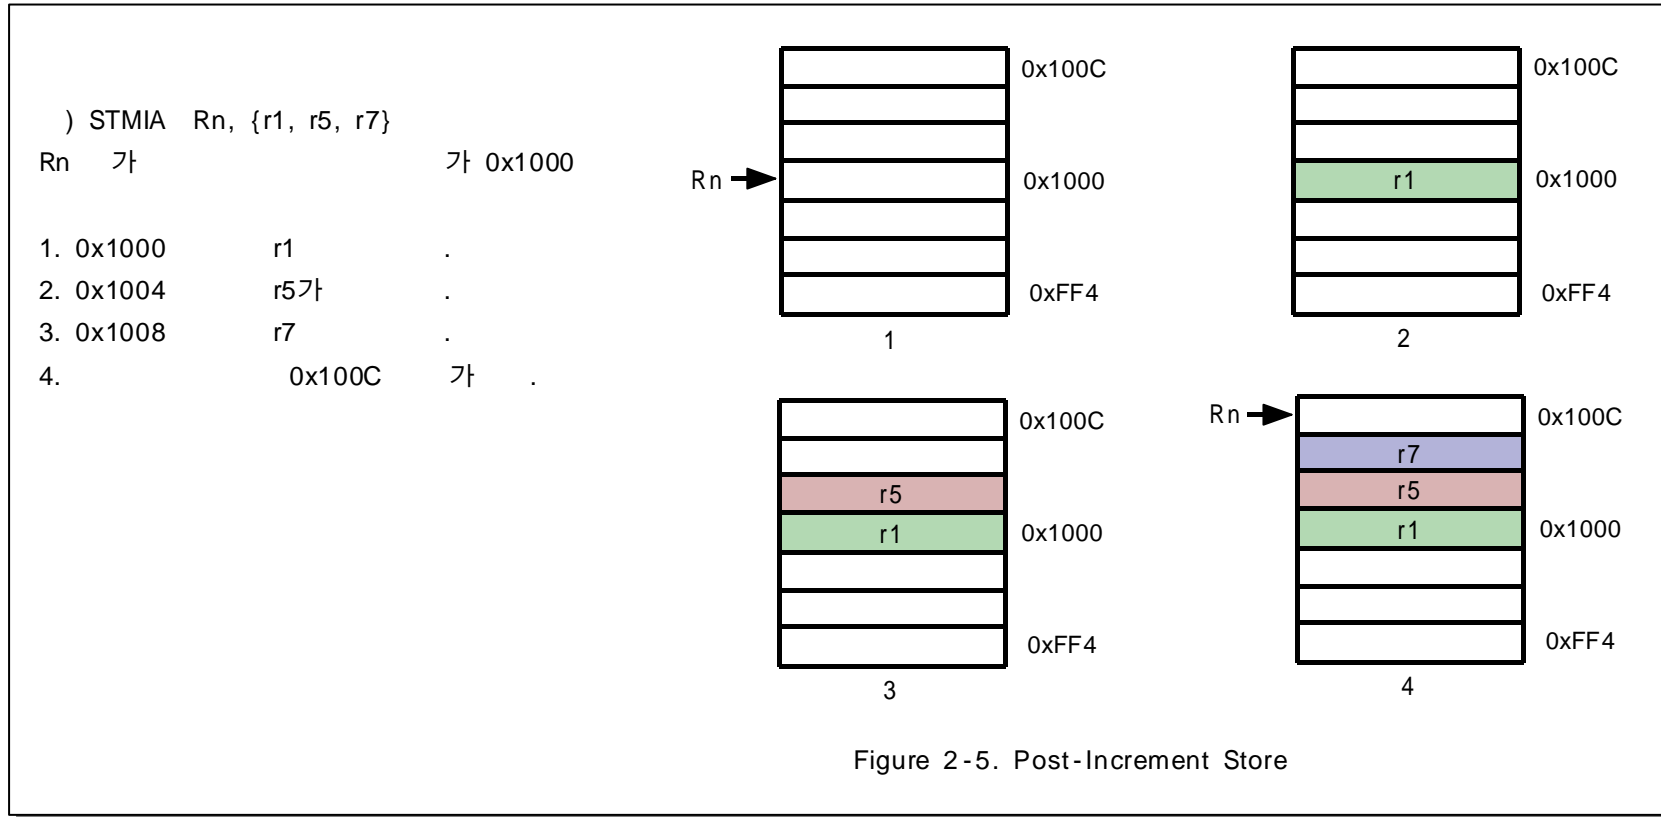 ) STMIA Rn, {r1, r5, r7}
Rn 가 가 0x1000
1. 0x1000 r1 .
2. 0x1004 r5가 .
3. 0x1008 r7 .
4. 0x100C 가 .
0x100C
Rn
0x1000
0xFF4
1
0x100C
r1
0x1000
0xFF4
2
0x100C
r5
r1
0x1000
0xFF4
3
Rn
0x100C
r7
r5
r1
0x1000
0xFF4
4
Figure 2-5. Post-Increment Store